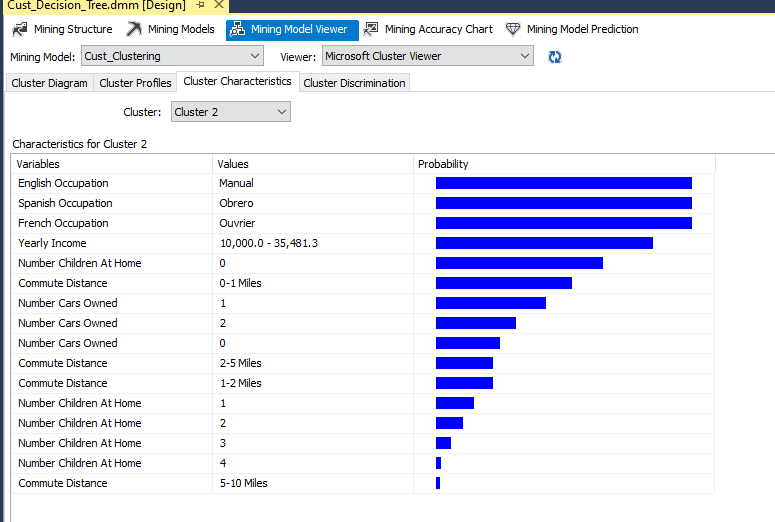 Cust_Decision_Tree.dmm [Design]
Mining Structure Mining Models Mining Model Viewer Mining Accuracy Chart Mining Model Prediction
Mining Model: Cust_Clustering Viewer: Microsoft Cluster Viewer
Cluster Diagram Cluster Profiles Cluster Characteristics Cluster Discrimination
Cluster: Cluster 2
Characteristics for Cluster 2
Variables Values Probability
English Occupation Manual
Spanish Occupation Obrero
French Occupation Ouvrier
Yearly Income 10,000.0 - 35,481.3
Number Children At Home 0
Commute Distance 0-1 Miles
Number Cars Owned 1
Number Cars Owned 2
Number Cars Owned 0
Commute Distance 2-5 Miles
Commute Distance 1-2 Miles
Number Children At Home 1
Number Children At Home 2
Number Children At Home 3
Number Children At Home 4
Commute Distance 5-10 Miles